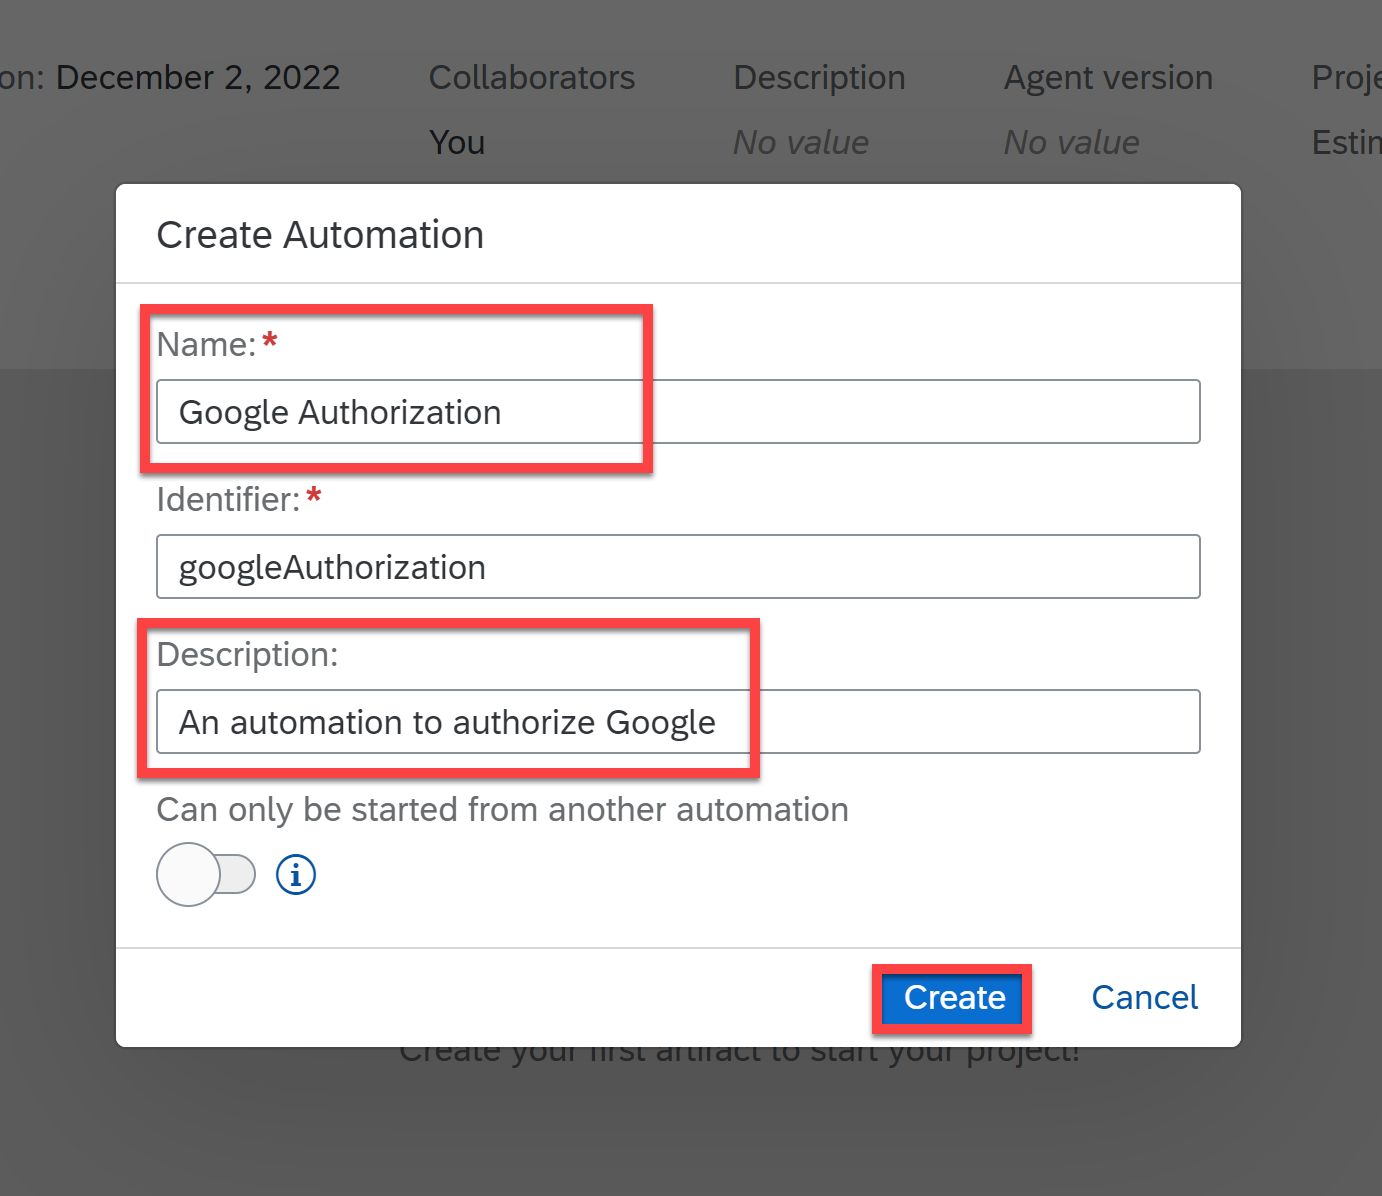 on: December 2, 2022 Collaborators Description Agent version Proje
You No value No value Estim
Create Automation
Name:*
Google Authorization
Identifier:*
googleAuthorization
Description:
An automation to authorize Google
Can only be started from another automation
Create Cancel
Create your first artifact to start your project!